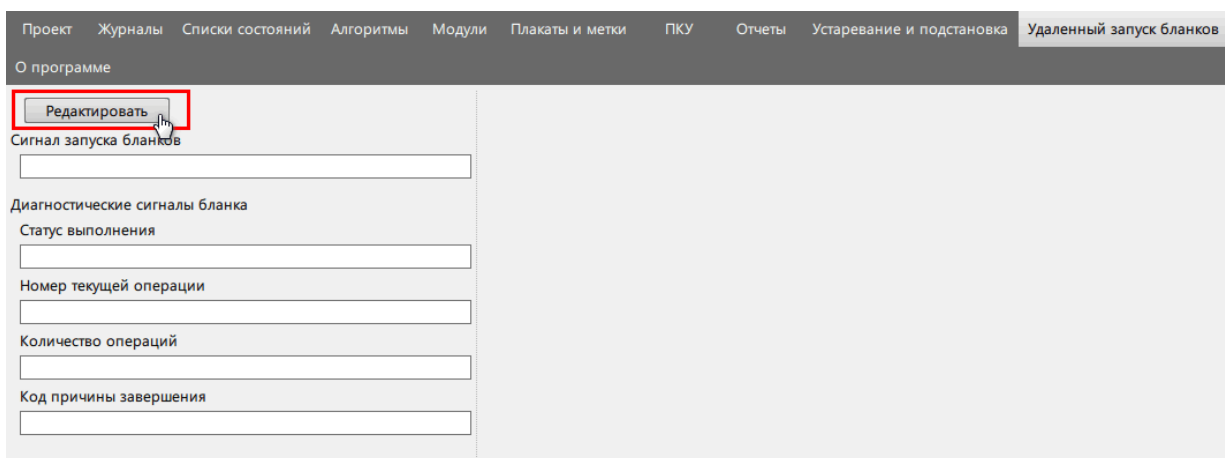 Проект Журналы Списки состояний Алгоритмы Модули Плакаты и метки ПКУ Отчеты Устаревание и подстановка Удаленный запуск бланков
О программе
Редактировать
Сигнал запуска бланков
Диагностические сигналы бланка
Статус выполнения
Номер текущей операции
Количество операций
Код причины завершения